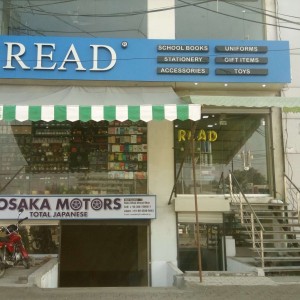 READ ®
SCHOOL BOOKS
UNIFORMS
STATIONERY
GIFT ITEMS
ACCESSORIES
TOYS
READ
OSAKA MOTORS
TOTAL JAPANESE